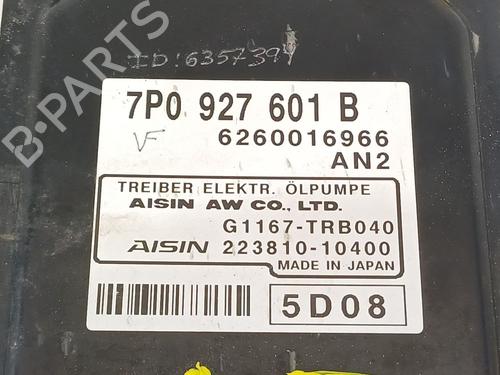 ID:6357394
7P0 927 601 B
VF
6260016966
AN2
TREIBER ELEKTR. ÖLPUMPE
AISIN AW CO., LTD.
G1167-TRB040
AISIN 223810-10400
MADE IN JAPAN
5D08
B-PARTS